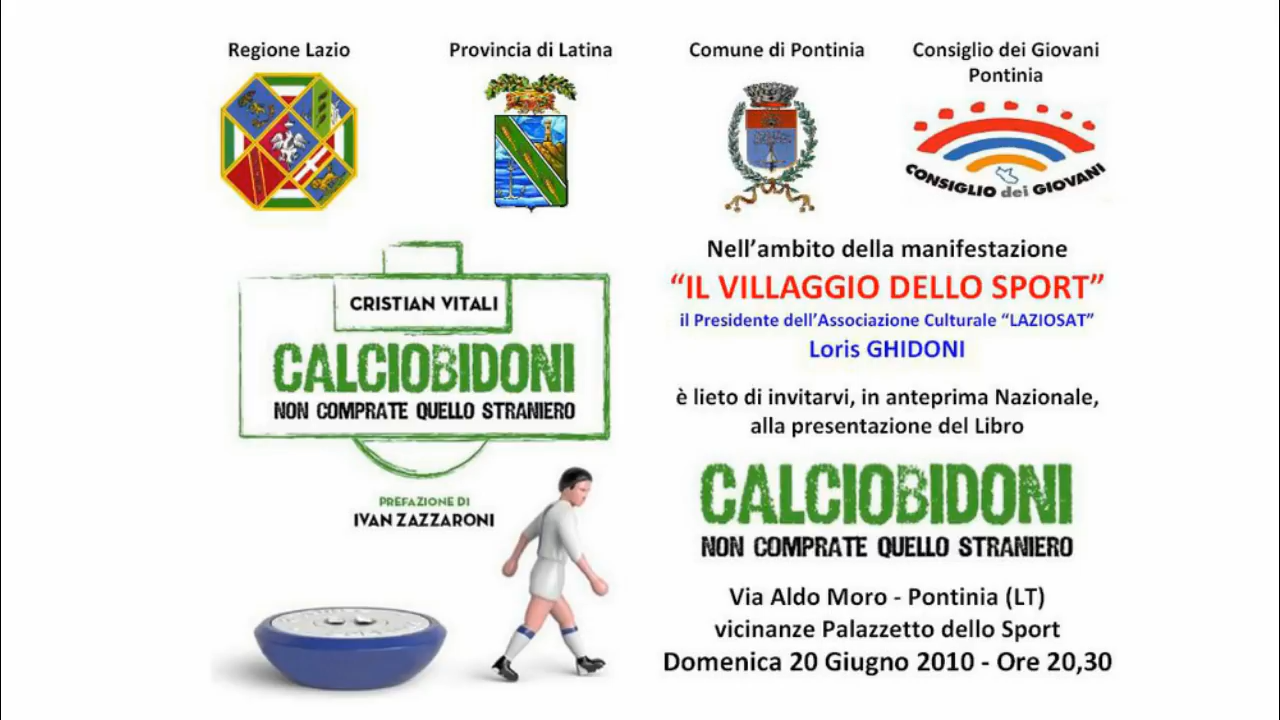 Regione Lazio
Provincia di Latina
Comune di Pontinia
Consiglio dei Giovani
Pontinia
CONSIGLIO dei GIOVANI
CRISTIAN VITALI
CALCIOBIDONI
NON COMPRATE QUELLO STRANIERO
PREFAZIONE DI
IVAN ZAZZARONI
Nell'ambito della manifestazione
“IL VILLAGGIO DELLO SPORT”
il Presidente dell'Associazione Culturale “LAZIOSAT”
Loris GHIDONI
è lieto di invitarvi, in anteprima Nazionale,
alla presentazione del Libro
CALCIOBIDONI
NON COMPRATE QUELLO STRANIERO
Via Aldo Moro - Pontinia (LT)
vicinanze Palazzetto dello Sport
Domenica 20 Giugno 2010 - Ore 20,30